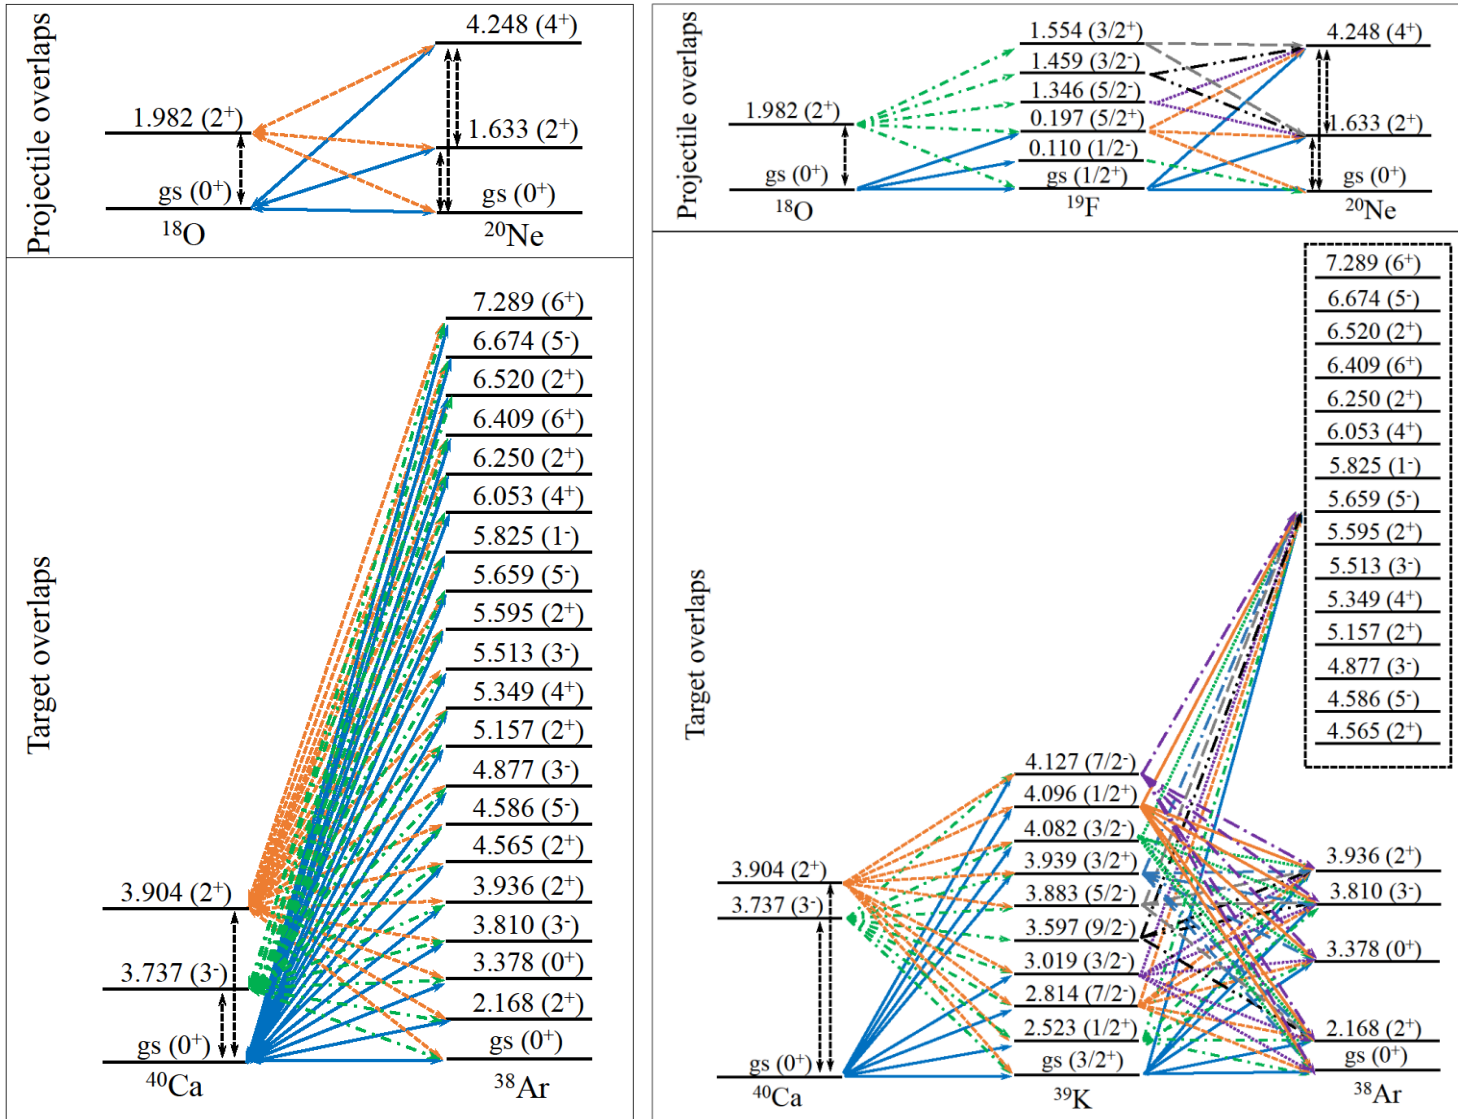 Projectile overlaps
4.248 (4⁺)
1.982 (2⁺)
1.633 (2⁺)
gs (0⁺)
gs (0⁺)
¹⁸O
²⁰Ne
Target overlaps
7.289 (6⁺)
6.674 (5⁻)
6.520 (2⁺)
6.409 (6⁺)
6.250 (2⁺)
6.053 (4⁺)
5.825 (1⁻)
5.659 (5⁻)
5.595 (2⁺)
5.513 (3⁻)
5.349 (4⁺)
5.157 (2⁺)
4.877 (3⁻)
4.586 (5⁻)
4.565 (2⁺)
3.936 (2⁺)
3.810 (3⁻)
3.378 (0⁺)
2.168 (2⁺)
gs (0⁺)
³⁸Ar
3.904 (2⁺)
3.737 (3⁻)
gs (0⁺)
⁴⁰Ca
Projectile overlaps
1.982 (2⁺)
gs (0⁺)
¹⁸O
1.554 (3/2⁺)
1.459 (3/2⁻)
1.346 (5/2⁻)
0.197 (5/2⁺)
0.110 (1/2⁻)
gs (1/2⁺)
¹⁹F
4.248 (4⁺)
1.633 (2⁺)
gs (0⁺)
²⁰Ne
Target overlaps
3.904 (2⁺)
3.737 (3⁻)
gs (0⁺)
⁴⁰Ca
4.127 (7/2⁻)
4.096 (1/2⁺)
4.082 (3/2⁻)
3.939 (3/2⁺)
3.883 (5/2⁻)
3.597 (9/2⁻)
3.019 (3/2⁻)
2.814 (7/2⁻)
2.523 (1/2⁺)
gs (3/2⁺)
³⁹K
7.289 (6⁺)
6.674 (5⁻)
6.520 (2⁺)
6.409 (6⁺)
6.250 (2⁺)
6.053 (4⁺)
5.825 (1⁻)
5.659 (5⁻)
5.595 (2⁺)
5.513 (3⁻)
5.349 (4⁺)
5.157 (2⁺)
4.877 (3⁻)
4.586 (5⁻)
4.565 (2⁺)
3.936 (2⁺)
3.810 (3⁻)
3.378 (0⁺)
2.168 (2⁺)
gs (0⁺)
³⁸Ar